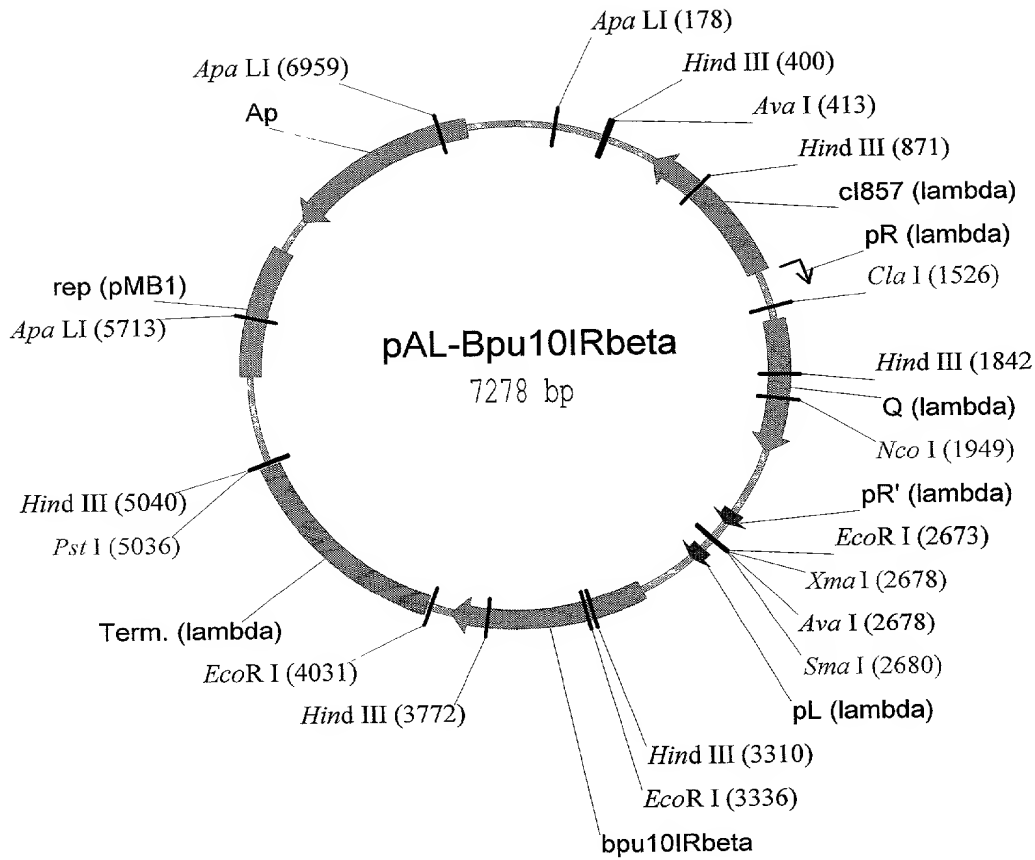 Apa LI (178)
Apa LI (6959)
Hind III (400)
Ap
Ava I (413)
Hind III (871)
cI857 (lambda)
pR (lambda)
rep (pMB1)
Cla I (1526)
Apa LI (5713)
pAL-Bpu10IRbeta
7278 bp
Hind III (1842
Q (lambda)
Nco I (1949)
Hind III (5040)
pR' (lambda)
Pst I (5036)
EcoR I (2673)
Xma I (2678)
Term. (lambda)
Ava I (2678)
EcoR I (4031)
Sma I (2680)
Hind III (3772)
pL (lambda)
Hind III (3310)
EcoR I (3336)
bpu10IRbeta